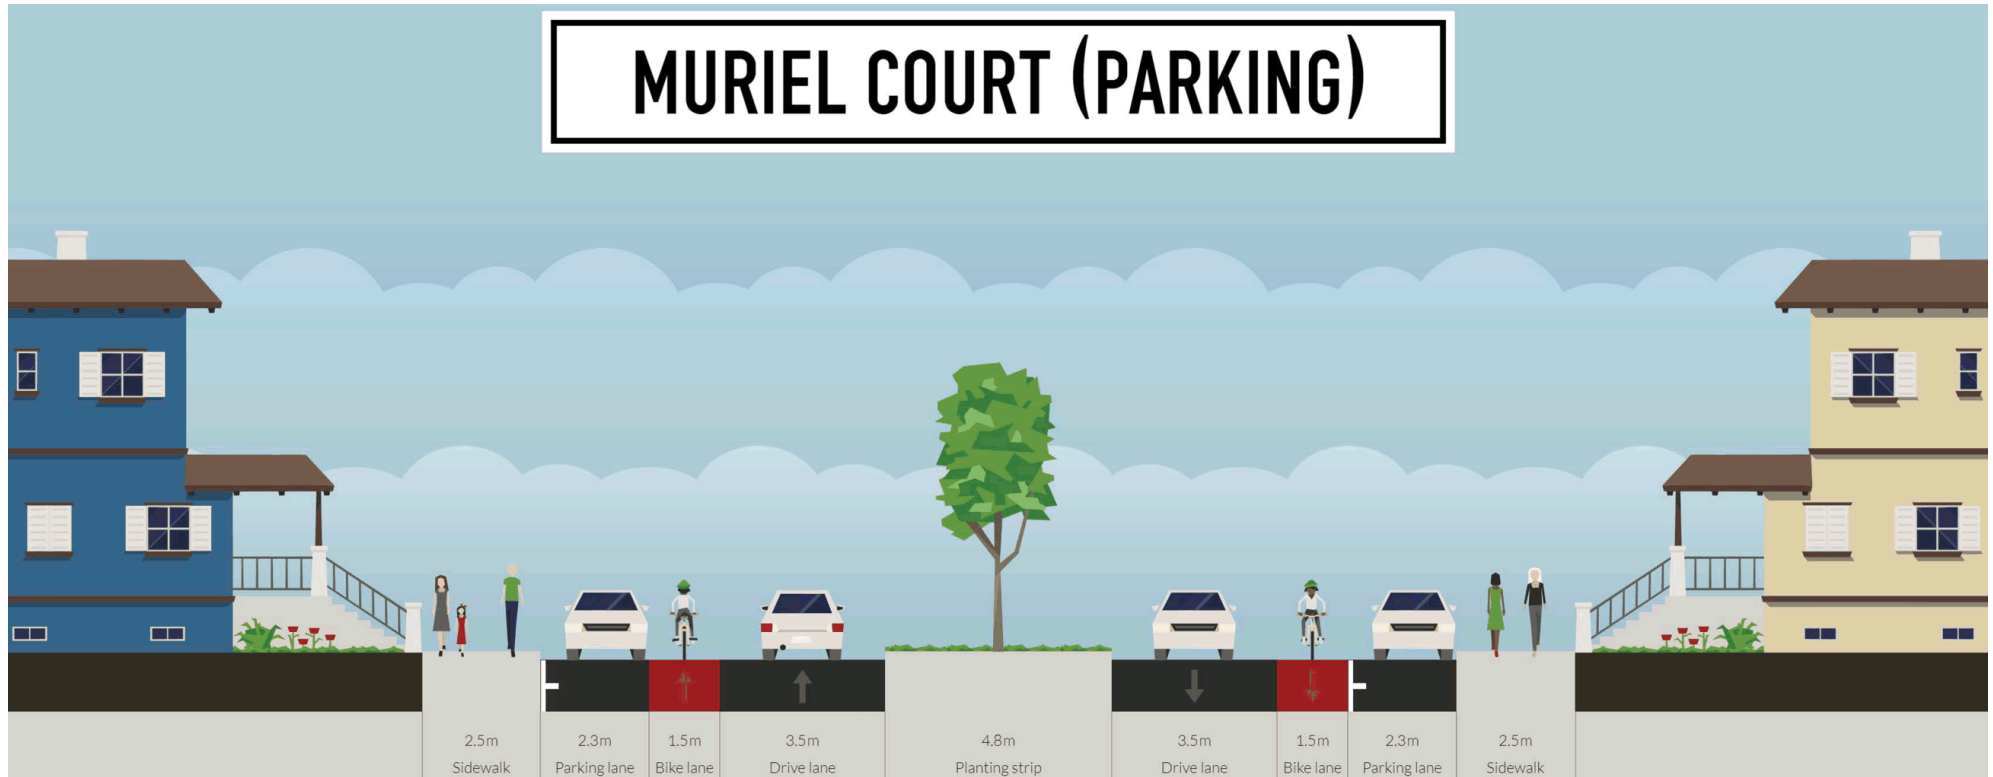 MURIEL COURT (PARKING)
2.5m 2.3m 1.5m 3.5m 4.8m 3.5m 1.5m 2.3m 2.5m
Sidewalk Parking lane Bike lane Drive lane Planting strip Drive lane Bike lane Parking lane Sidewalk